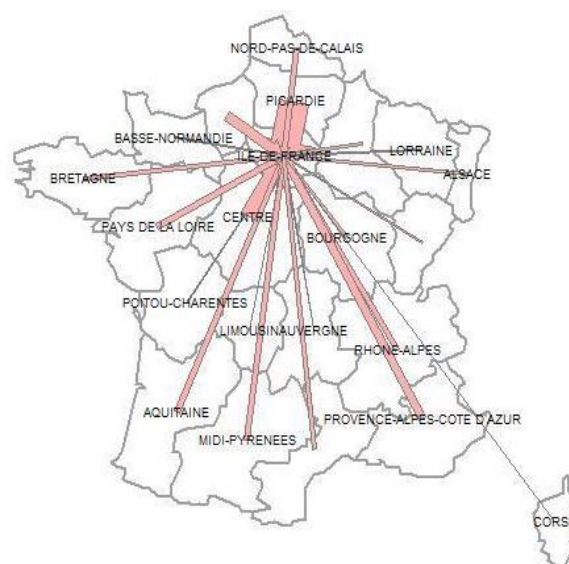 NORD-PAS-DE-CALAIS
PICARDIE
BASSE-NORMANDIE
ILE-DE-FRANCE
LORRAINE
BRETAGNE
ALSACE
PAYS DE LA LOIRE
CENTRE
BOURGOGNE
POITOU-CHARENTES
LIMOUSINAUVERGNE
RHONE-ALPES
AQUITAINE
PROVENCE-ALPES-COTE D'AZUR
MIDI-PYRENEES
CORS